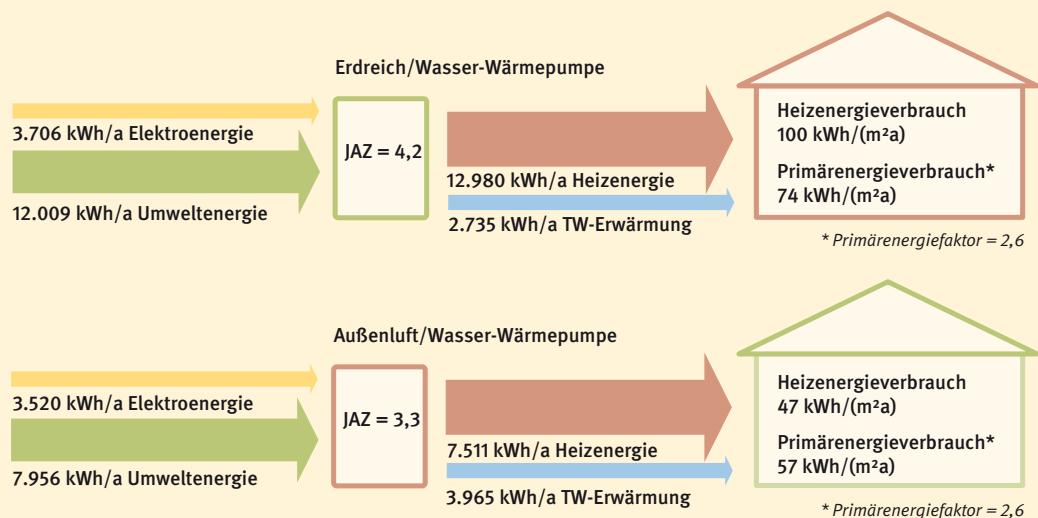 Erdreich/Wasser-Wärmepumpe
3.706 kWh/a Elektroenergie
12.009 kWh/a Umweltenergie
JAZ = 4,2
12.980 kWh/a Heizenergie
2.735 kWh/a TW-Erwärmung
Heizenergieverbrauch
100 kWh/(m²a)
Primärenergieverbrauch*
74 kWh/(m²a)
* Primärenergiefaktor = 2,6
Außenluft/Wasser-Wärmepumpe
3.520 kWh/a Elektroenergie
7.956 kWh/a Umweltenergie
JAZ = 3,3
7.511 kWh/a Heizenergie
3.965 kWh/a TW-Erwärmung
Heizenergieverbrauch
47 kWh/(m²a)
Primärenergieverbrauch*
57 kWh/(m²a)
* Primärenergiefaktor = 2,6